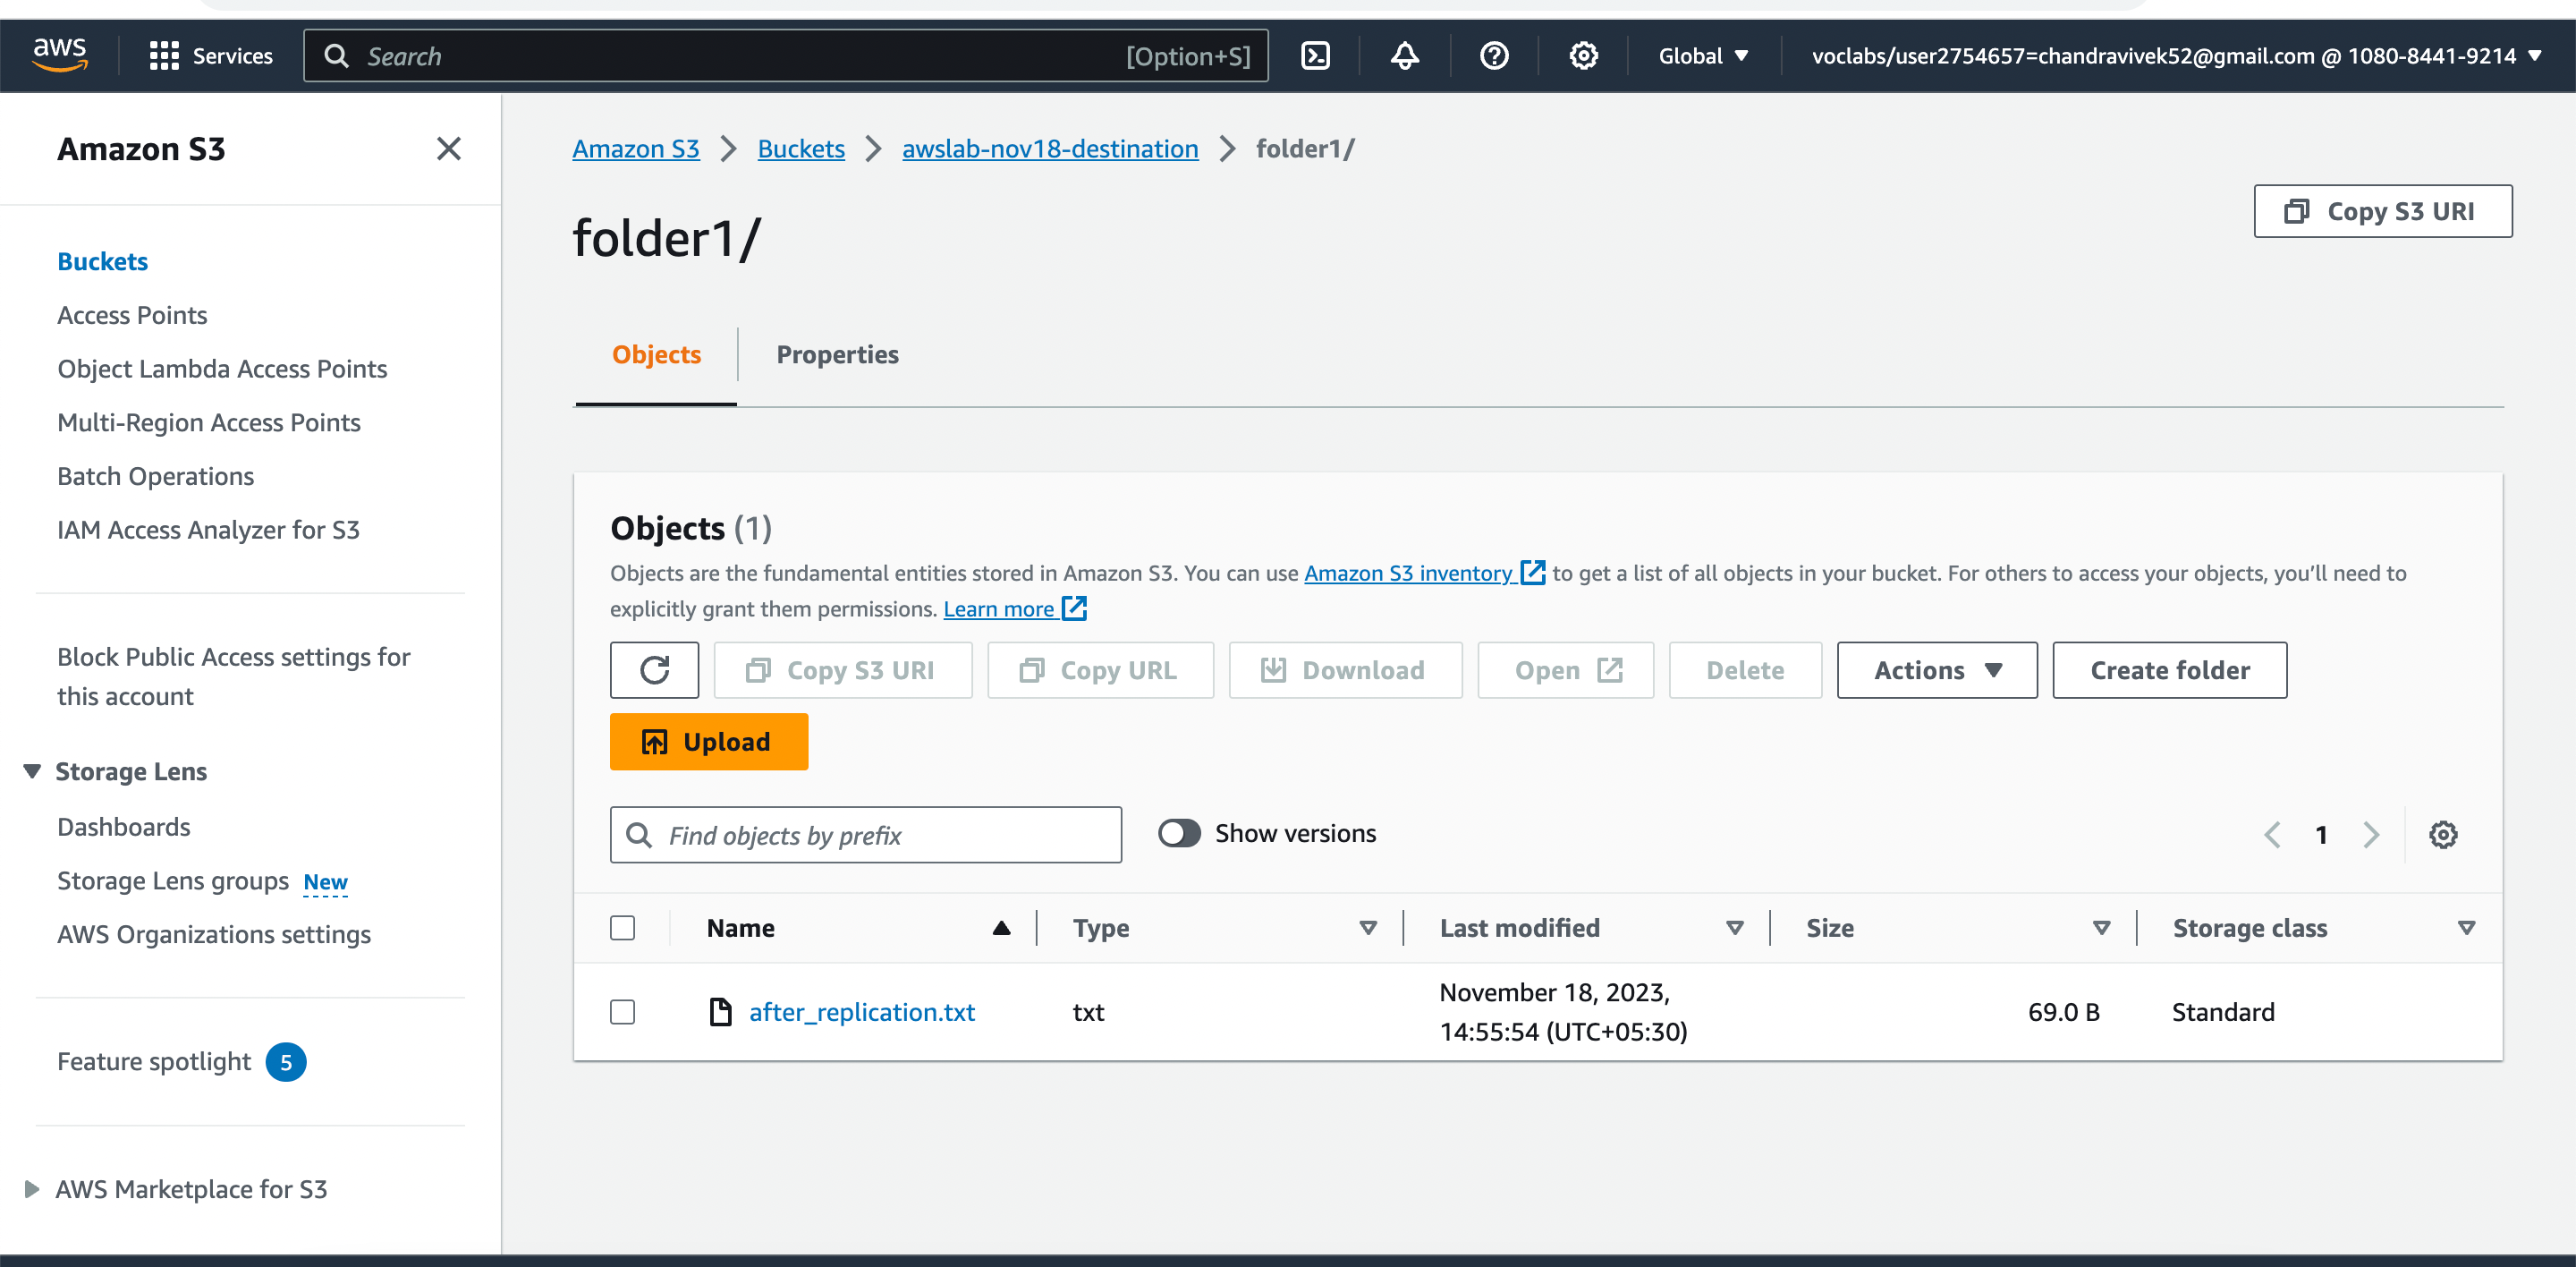 aws
Services
Search
[Option+S]
Global
voclabs/user2754657=chandravivek52@gmail.com @ 1080-8441-9214
Amazon S3
Buckets
Access Points
Object Lambda Access Points
Multi-Region Access Points
Batch Operations
IAM Access Analyzer for S3
Block Public Access settings for
this account
Storage Lens
Dashboards
Storage Lens groups New
AWS Organizations settings
Feature spotlight 5
AWS Marketplace for S3
Amazon S3 Buckets awslab-nov18-destination folder1/
folder1/
Copy S3 URI
Objects Properties
Objects (1)
Objects are the fundamental entities stored in Amazon S3. You can use Amazon S3 inventory to get a list of all objects in your bucket. For others to access your objects, you’ll need to
explicitly grant them permissions. Learn more
Copy S3 URI Copy URL Download Open Delete Actions Create folder
Upload
Find objects by prefix Show versions 1
Name Type Last modified Size Storage class
after_replication.txt txt November 18, 2023,
14:55:54 (UTC+05:30) 69.0 B Standard